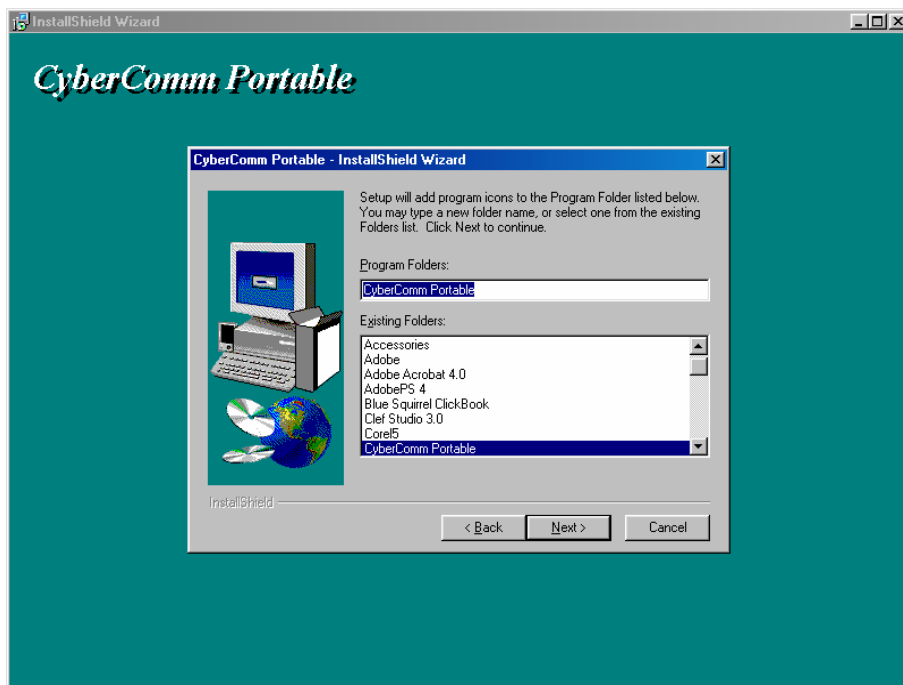 InstallShield Wizard
CyberComm Portable
CyberComm Portable - InstallShield Wizard
Setup will add program icons to the Program Folder listed below.
You may type a new folder name, or select one from the existing
Folders list. Click Next to continue.
Program Folders:
CyberComm Portable
Existing Folders:
Accessories
Adobe
Adobe Acrobat 4.0
AdobePS 4
Blue Squirrel ClickBook
Clef Studio 3.0
Corel5
CyberComm Portable
InstallShield
< Back
Next >
Cancel